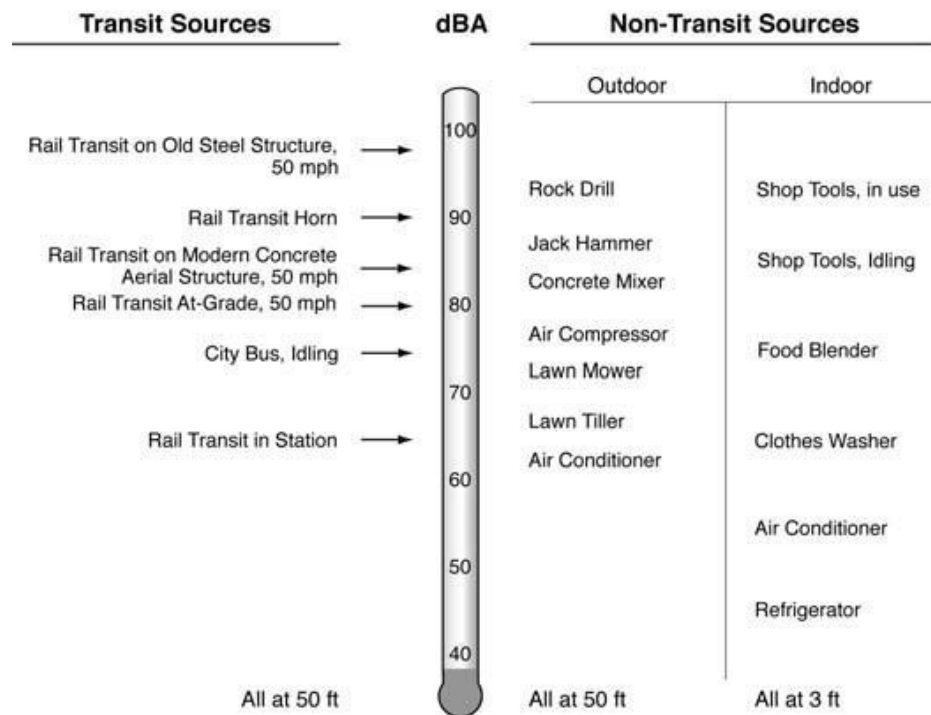 Transit Sources
dBA
Non-Transit Sources
Outdoor
Indoor
100
Rail Transit on Old Steel Structure,
50 mph
Rock Drill
Shop Tools, in use
Rail Transit Horn
90
Jack Hammer
Rail Transit on Modern Concrete
Aerial Structure, 50 mph
Shop Tools, Idling
Concrete Mixer
Rail Transit At-Grade, 50 mph
80
Air Compressor
City Bus, Idling
Food Blender
Lawn Mower
70
Lawn Tiller
Rail Transit in Station
Clothes Washer
Air Conditioner
60
Air Conditioner
50
Refrigerator
40
All at 50 ft
All at 50 ft
All at 3 ft